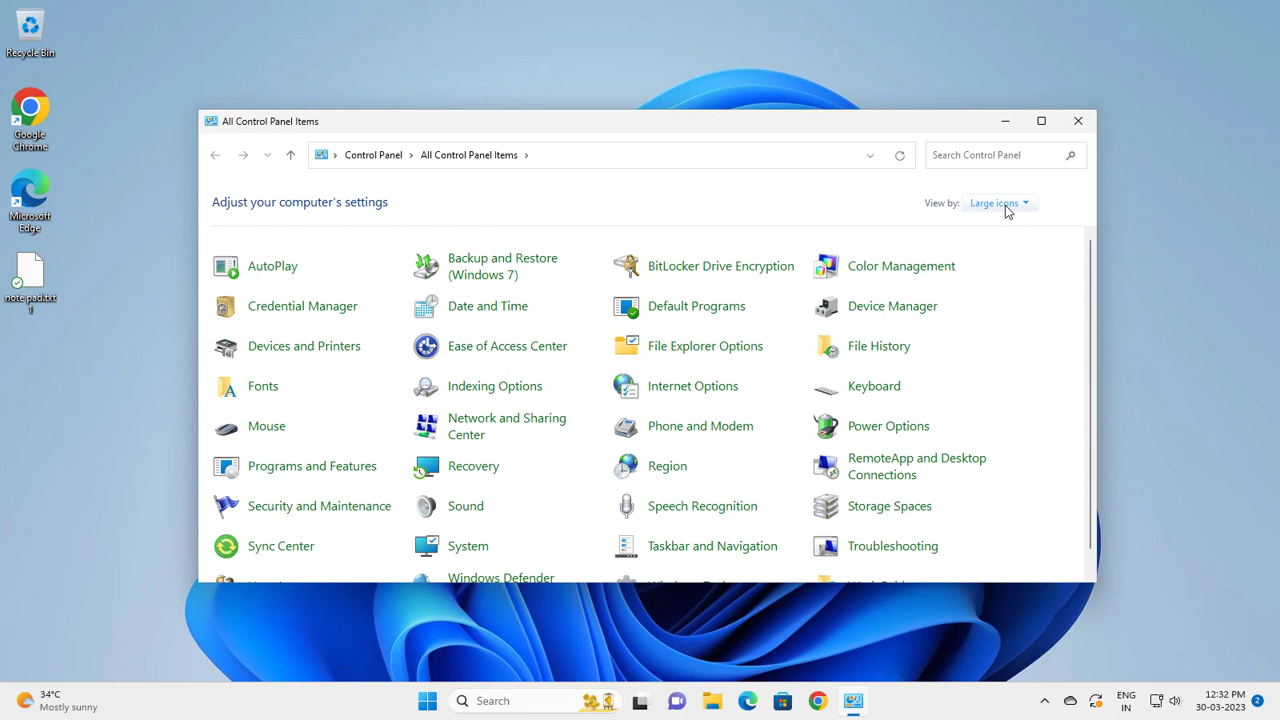 Recycle Bin
Google
Chrome
Microsoft
Edge
note pad.txt
All Control Panel Items
Control Panel
All Control Panel Items
Search Control Panel
Adjust your computer's settings
View by:
Large icons
AutoPlay
Backup and Restore
(Windows 7)
BitLocker Drive Encryption
Color Management
Credential Manager
Date and Time
Default Programs
Device Manager
Devices and Printers
Ease of Access Center
File Explorer Options
File History
Fonts
Indexing Options
Internet Options
Keyboard
Mouse
Network and Sharing
Center
Phone and Modem
Power Options
Programs and Features
Recovery
Region
RemoteApp and Desktop
Connections
Security and Maintenance
Sound
Speech Recognition
Storage Spaces
Sync Center
System
Taskbar and Navigation
Troubleshooting
Windows Defender
34°C
Mostly sunny
Search
ENG
IN
12:32 PM
30-03-2023
2